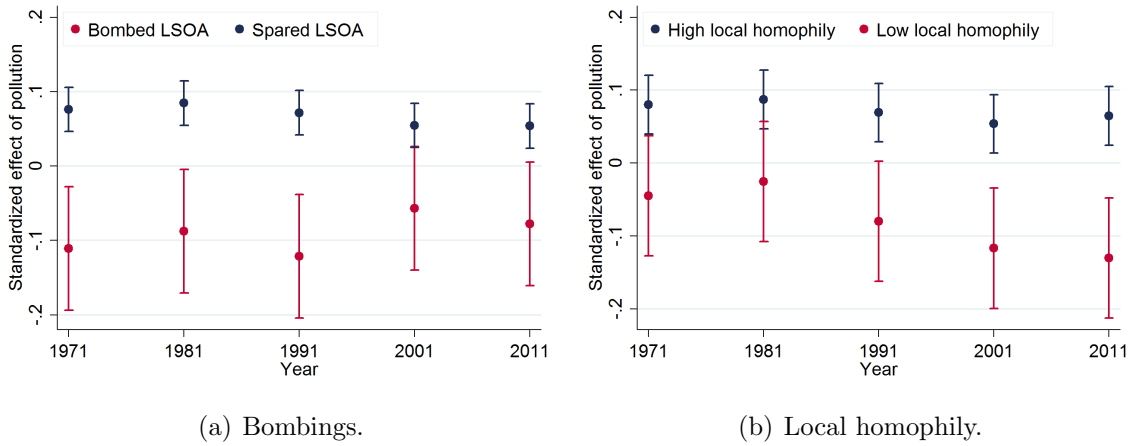 Bombed LSOA Spared LSOA
Standardized effect of pollution
.2
.1
0
-.1
-.2
1971 1981 1991 2001 2011
Year
(a) Bombings.
High local homophily Low local homophily
Standardized effect of pollution
.2
.1
0
-.1
-.2
1971 1981 1991 2001 2011
Year
(b) Local homophily.